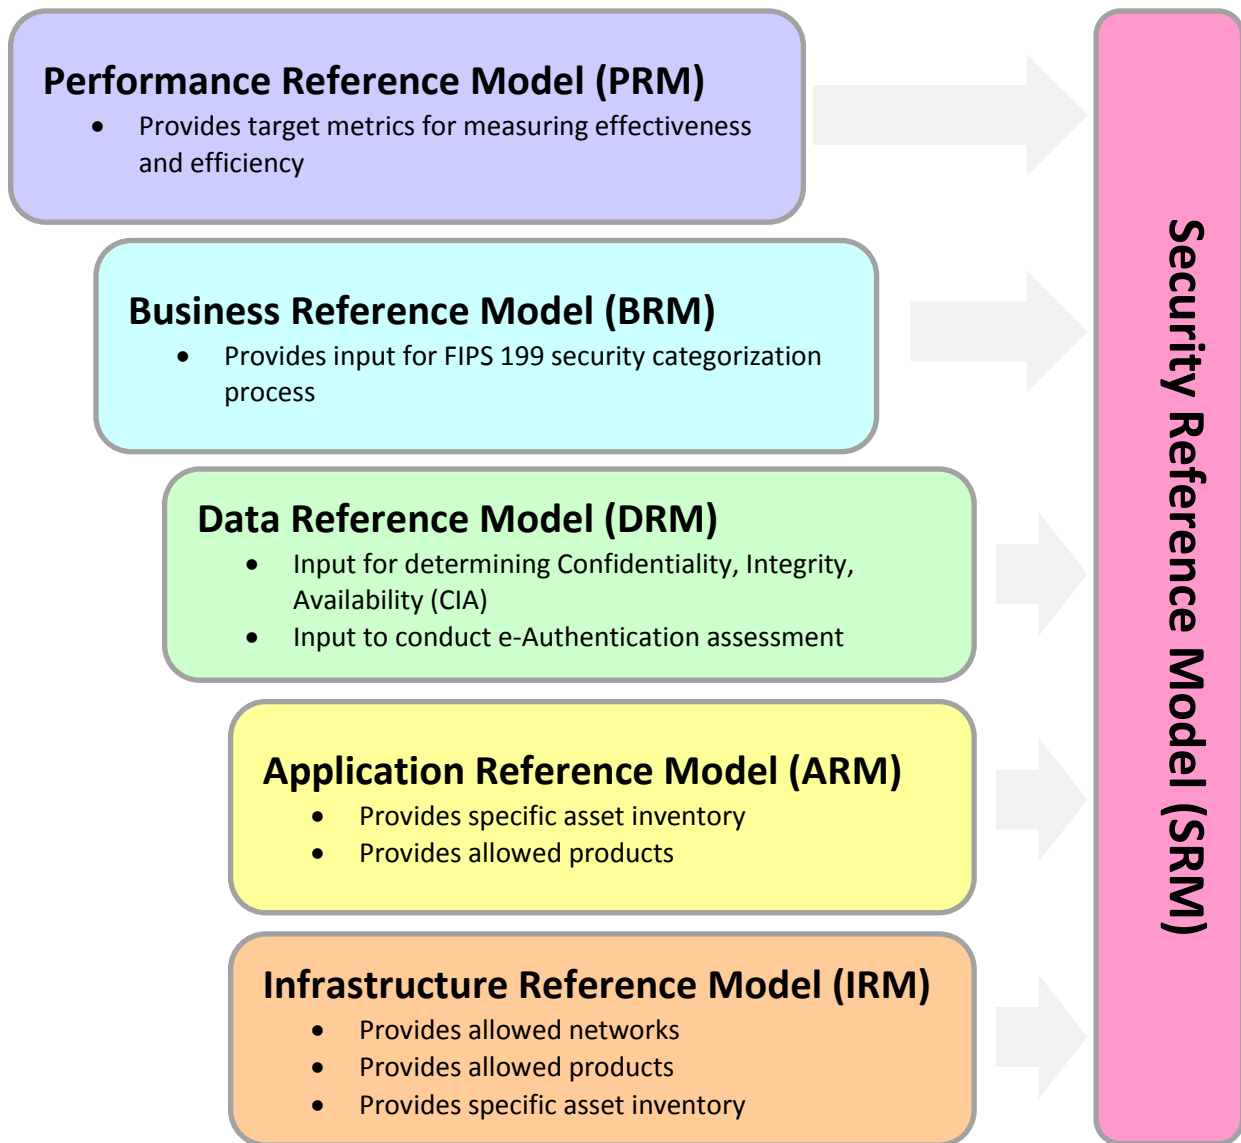 Performance Reference Model (PRM)
• Provides target metrics for measuring effectiveness
and efficiency
Business Reference Model (BRM)
• Provides input for FIPS 199 security categorization
process
Data Reference Model (DRM)
• Input for determining Confidentiality, Integrity,
Availability (CIA)
• Input to conduct e-Authentication assessment
Application Reference Model (ARM)
• Provides specific asset inventory
• Provides allowed products
Infrastructure Reference Model (IRM)
• Provides allowed networks
• Provides allowed products
• Provides specific asset inventory
Security Reference Model (SRM)